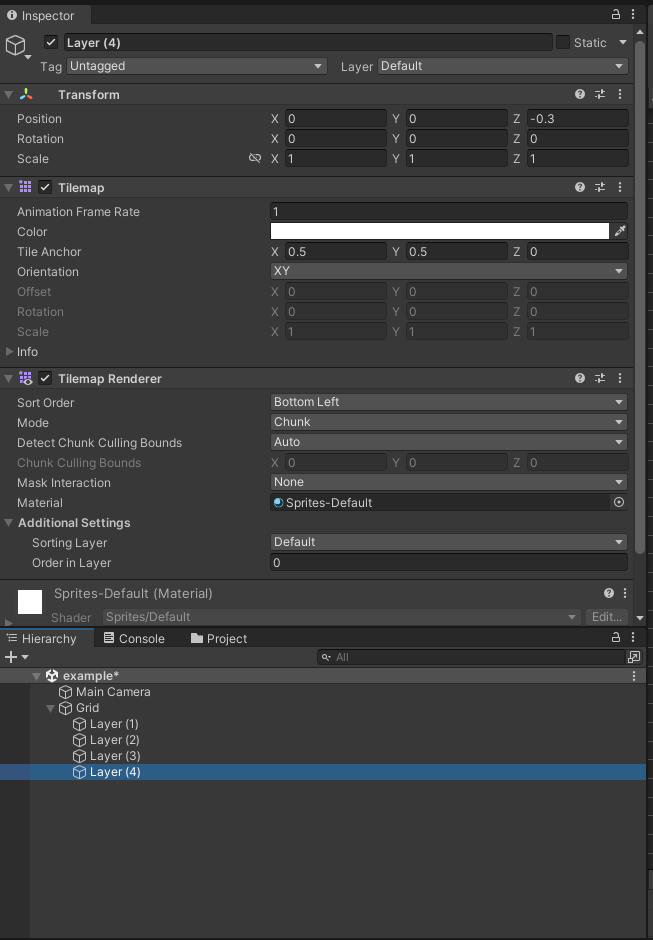 Inspector
Layer (4) Static
Tag Untagged Layer Default
Transform
Position X 0 Y 0 Z -0.3
Rotation X 0 Y 0 Z 0
Scale X 1 Y 1 Z 1
Tilemap
Animation Frame Rate 1
Color
Tile Anchor X 0.5 Y 0.5 Z 0
Orientation XY
Offset X 0 Y 0 Z 0
Rotation X 0 Y 0 Z 0
Scale X 1 Y 1 Z 1
Info
Tilemap Renderer
Sort Order Bottom Left
Mode Chunk
Detect Chunk Culling Bounds Auto
Chunk Culling Bounds X 0 Y 0 Z 0
Mask Interaction None
Material Sprites-Default
Additional Settings
Sorting Layer Default
Order in Layer 0
Sprites-Default (Material)
Shader Sprites/Default Edit...
Hierarchy Console Project
All
example*
Main Camera
Grid
Layer (1)
Layer (2)
Layer (3)
Layer (4)